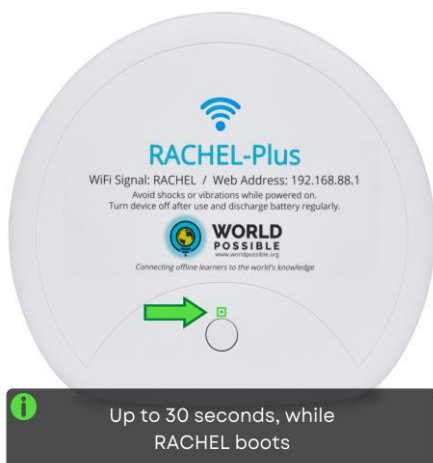 RACHEL-Plus
WiFi Signal: RACHEL / Web Address: 192.168.88.1
Avoid shocks or vibrations while powered on.
Turn device off after use and discharge battery regularly.
WORLD
POSSIBLE
www.worldpossible.org
Connecting offline learners to the world's knowledge
i
Up to 30 seconds, while
RACHEL boots